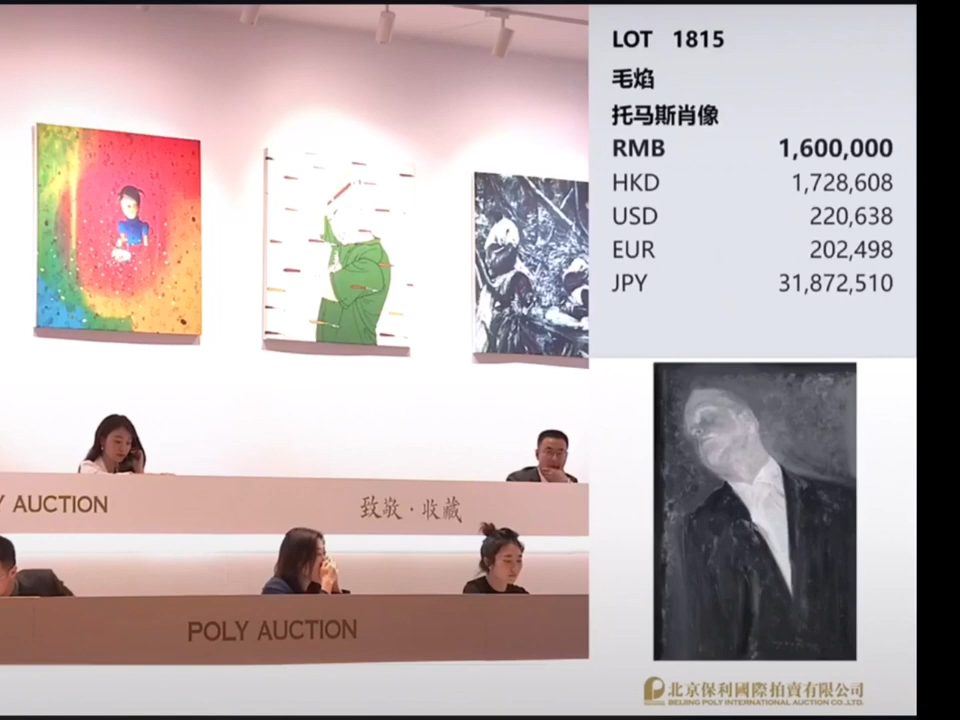 LOT 1815
毛焰
托马斯肖像
RMB 1,600,000
HKD 1,728,608
USD 220,638
EUR 202,498
JPY 31,872,510
Y AUCTION
致敬·收藏
POLY AUCTION
北京保利國際拍賣有限公司
BEIJING POLY INTERNATIONAL AUCTION CO.,LTD.